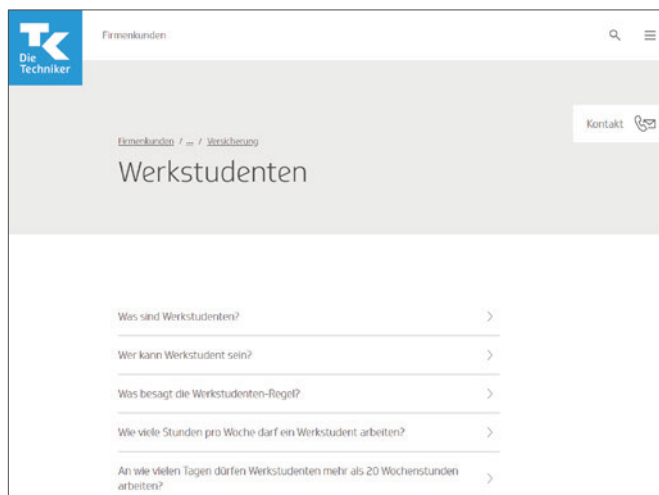 TK
Die
Techniker
Firmenkunden
Kontakt
Firmenkunden / ... / Versicherung
Werkstudenten
Was sind Werkstudenten?
Wer kann Werkstudent sein?
Was besagt die Werkstudenten-Regel?
Wie viele Stunden pro Woche darf ein Werkstudent arbeiten?
An wie vielen Tagen dürfen Werkstudenten mehr als 20 Wochenstunden
arbeiten?